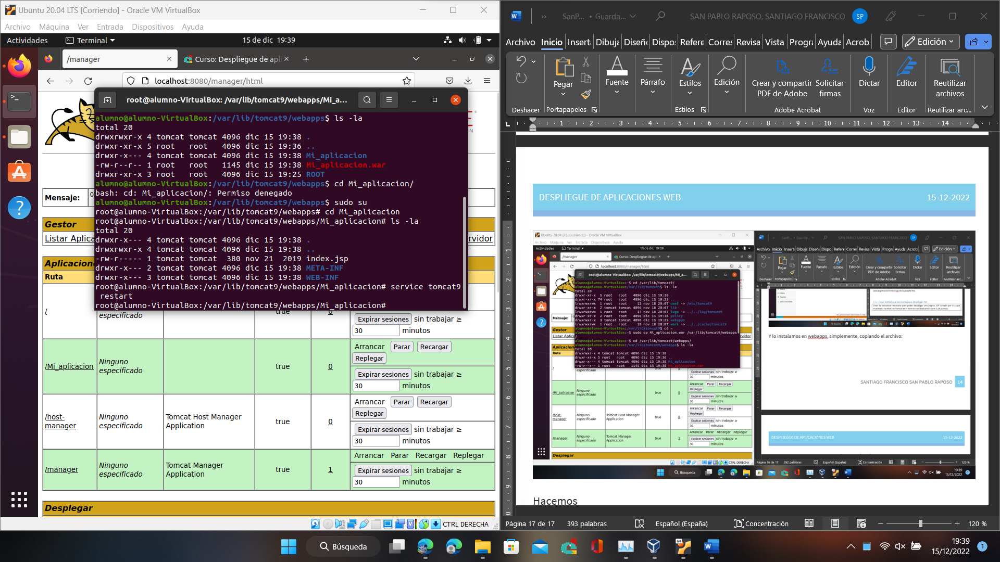 Ubuntu 20.04 LTS [Corriendo] - Oracle VM VirtualBox
Archivo Máquina Ver Entrada Dispositivos Ayuda
Actividades Terminal 15 de dic 19:39
/manager Curso: Despliegue de apl
localhost:8080/manager/html
root@alumno-VirtualBox: /var/lib/tomcat9/webapps/Mi_a...
alumno@alumno-VirtualBox:/var/lib/tomcat9/webapps$ ls -la
total 20
drwxrwxr-x 4 tomcat tomcat 4096 dic 15 19:38 .
drwxr-xr-x 5 root root 4096 dic 15 19:36 ..
drwxr-x--- 4 tomcat tomcat 4096 dic 15 19:38 Mi_aplicacion
-rw-r--r-- 1 root root 1145 dic 15 19:38 Mi_aplicacion.war
drwxr-xr-x 3 root root 4096 dic 15 19:25 ROOT
alumno@alumno-VirtualBox:/var/lib/tomcat9/webapps$ cd Mi_aplicacion/
bash: cd: Mi_aplicacion/: Permiso denegado
alumno@alumno-VirtualBox:/var/lib/tomcat9/webapps$ sudo su
root@alumno-VirtualBox:/var/lib/tomcat9/webapps# cd Mi_aplicacion
root@alumno-VirtualBox:/var/lib/tomcat9/webapps/Mi_aplicacion# ls -la
total 20
drwxr-x--- 4 tomcat tomcat 4096 dic 15 19:38 .
drwxrwxr-x 4 tomcat tomcat 4096 dic 15 19:38 ..
-rw-r----- 1 tomcat tomcat 380 nov 21 2019 index.jsp
drwxr-x--- 2 tomcat tomcat 4096 dic 15 19:38 META-INF
drwxr-x--- 3 tomcat tomcat 4096 dic 15 19:38 WEB-INF
root@alumno-VirtualBox:/var/lib/tomcat9/webapps/Mi_aplicacion# service tomcat9
restart
root@alumno-VirtualBox:/var/lib/tomcat9/webapps/Mi_aplicacion#
Mensaje:
Gestor
Listar Aplica rvidor
Aplicacion
Ruta
/ especificado true 0
Expirar sesiones sin trabajar ≥
30 minutos
/Mi_aplicacion Ninguno especificado true 0
Arrancar Parar Recargar
Replegar
Expirar sesiones sin trabajar ≥
30 minutos
/host-manager Ninguno especificado Tomcat Host Manager Application true 0
Arrancar Parar Recargar
Replegar
Expirar sesiones sin trabajar ≥
30 minutos
/manager Ninguno especificado Tomcat Manager Application true 1
Arrancar Parar Recargar Replegar
Expirar sesiones sin trabajar ≥
30 minutos
Desplegar
CTRL DERECHA
SanP... • Guarda... SAN PABLO RAPOSO, SANTIAGO FRANCISCO SP
Archivo Inicio Insert Dibuj Diseñ Dispo Refere Corres Revisa Vista Progra Ayuda Acrob Edición
Pegar Fuente Párrafo Estilos Edición Crear y compartir PDF de Adobe Solicitar firmas Dictar Editor Reutilizar archivos
Deshacer Portapapeles Estilos Adobe Acrobat Voz Editor Reutilizar arc...
1 2 3 4 5 6 7 8 9 10 11 12 13 14
DESPLIEGUE DE APLICACIONES WEB 15-12-2022
Y lo instalamos en webapps, simplemente, copiando el archivo:
SANTIAGO FRANCISCO SAN PABLO RAPOSO 14
DESPLIEGUE DE APLICACIONES WEB 15-12-2022
Hacemos
Página 17 de 17 393 palabras Español (España) Concentración 120 %
Búsqueda
19:39
15/12/2022
1